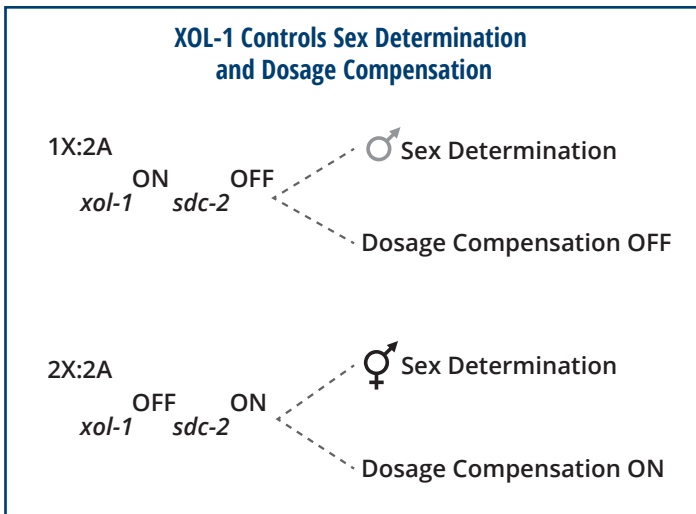 XOL-1 Controls Sex Determination
and Dosage Compensation
1X:2A
xol-1 ON sdc-2 OFF
Sex Determination
Dosage Compensation OFF
2X:2A
xol-1 OFF sdc-2 ON
Sex Determination
Dosage Compensation ON